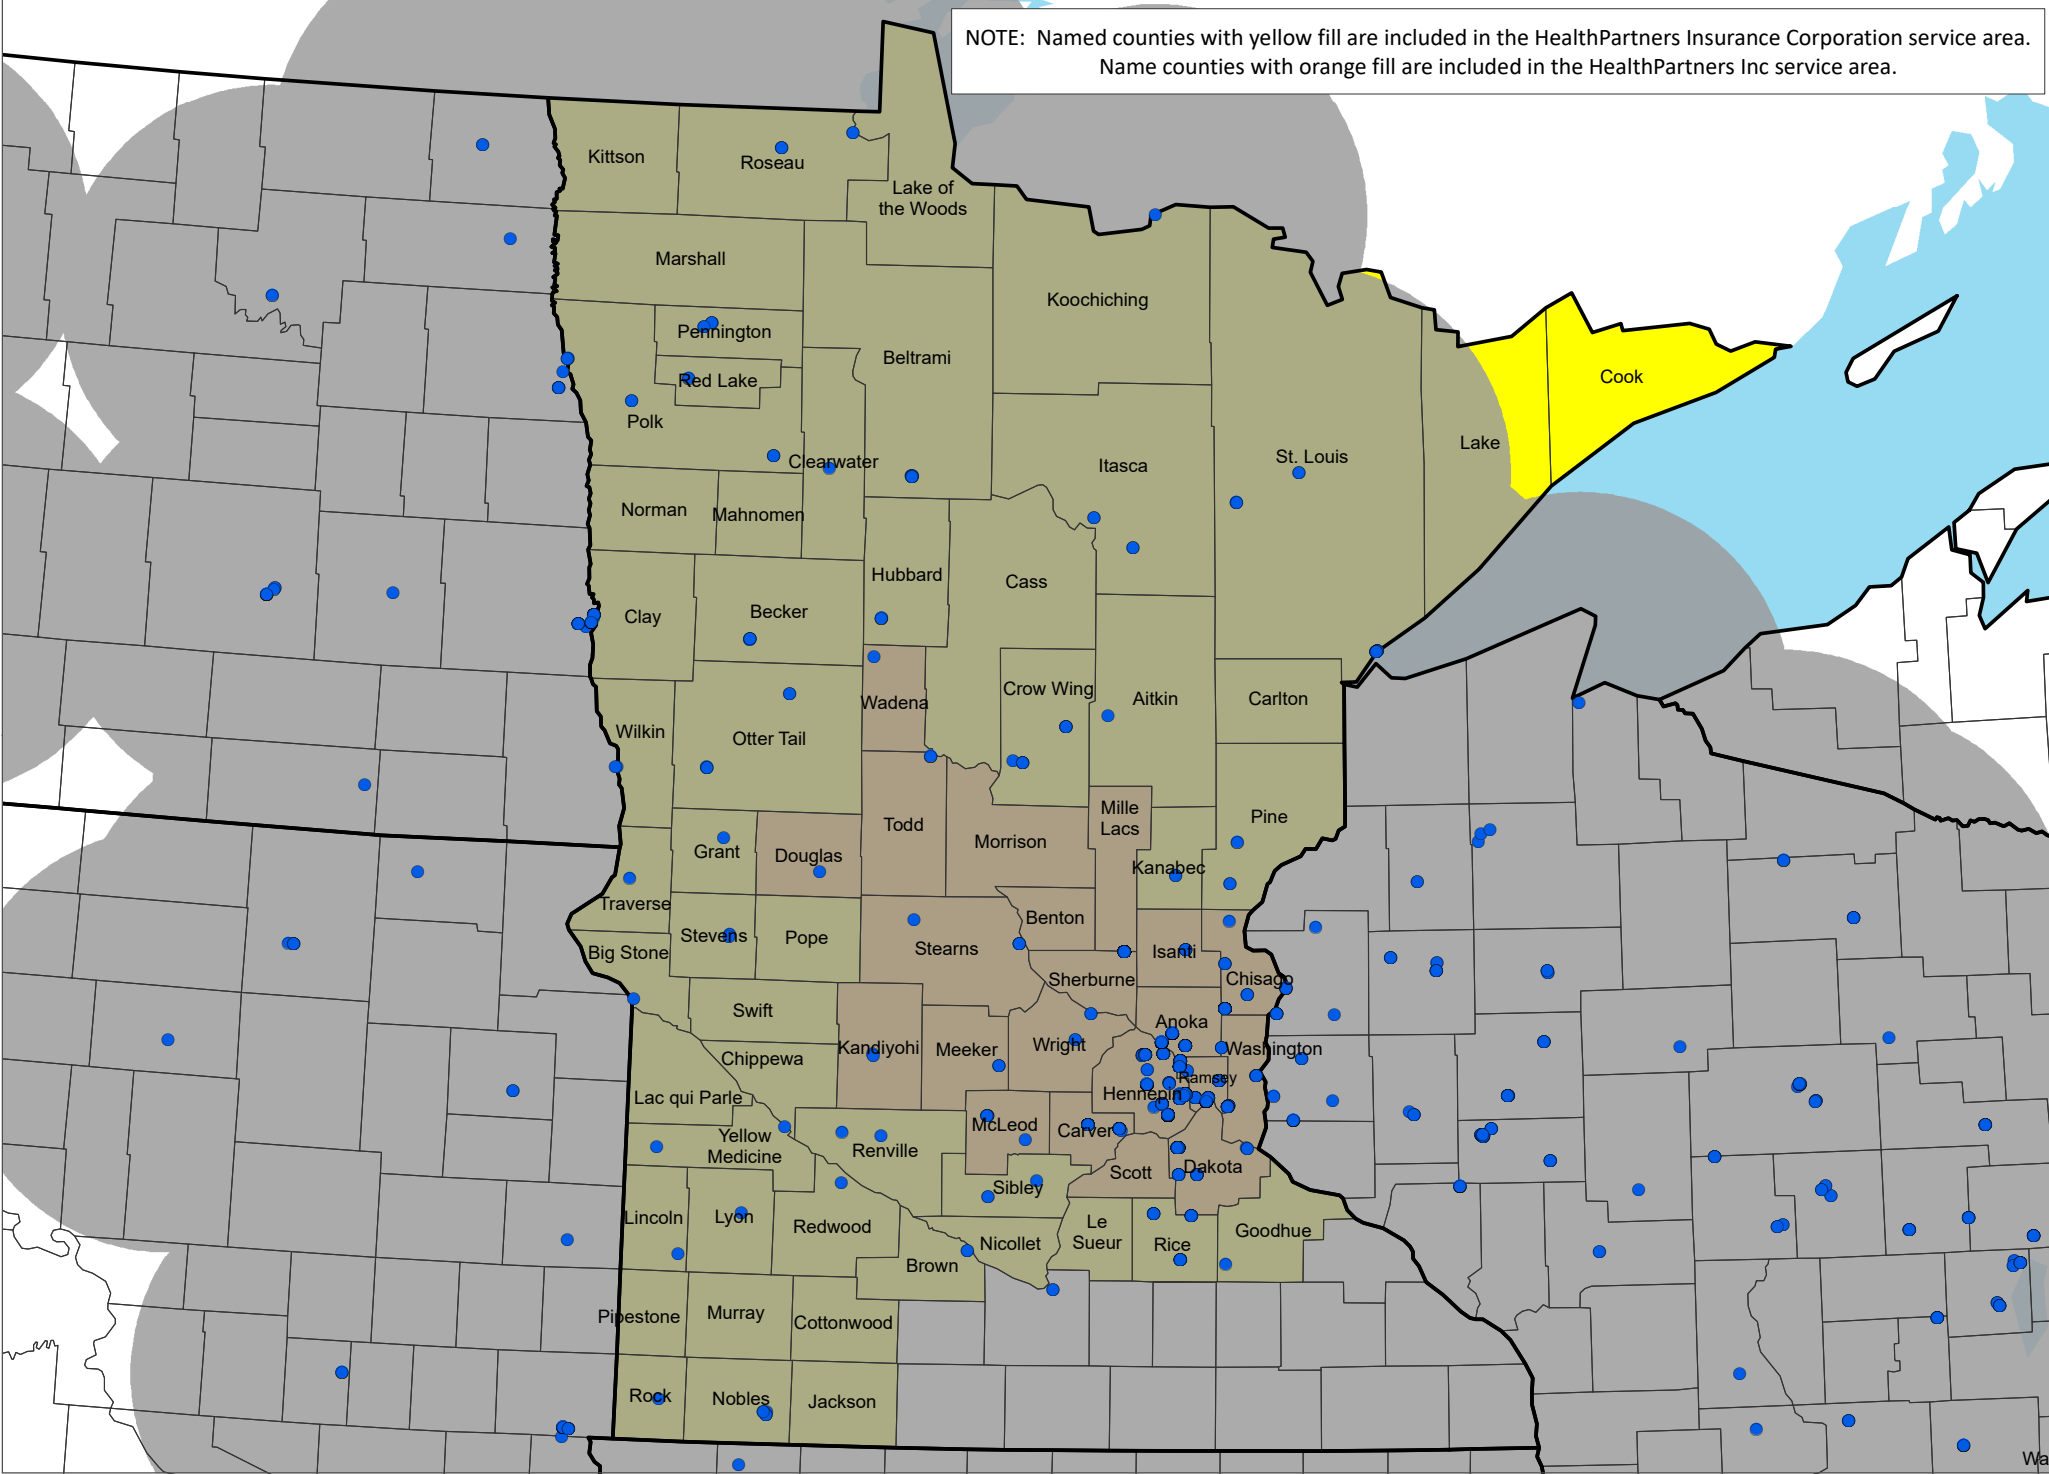 NOTE: Named counties with yellow fill are included in the HealthPartners Insurance Corporation service area.
Name counties with orange fill are included in the HealthPartners Inc service area.
Kittson
Roseau
Lake of
the Woods
Marshall
Koochiching
Pennington
Beltrami
Red Lake
Cook
Polk
Lake
Clearwater
Itasca
St. Louis
Norman
Mahnomen
Hubbard
Cass
Clay
Becker
Crow Wing
Aitkin
Carlton
Wadena
Wilkin
Otter Tail
Mille
Lacs
Pine
Todd
Morrison
Grant
Douglas
Kanabec
Traverse
Benton
Stevens
Pope
Stearns
Isanti
Big Stone
Sherburne
Chisago
Swift
Anoka
Kandiyohi
Meeker
Wright
Washington
Chippewa
Ramsey
Lac qui Parle
Hennepin
McLeod
Carver
Yellow
Medicine
Renville
Scott
Dakota
Sibley
Lincoln
Lyon
Redwood
Le
Sueur
Rice
Goodhue
Nicollet
Brown
Pipestone
Murray
Cottonwood
Rock
Nobles
Jackson
Wa